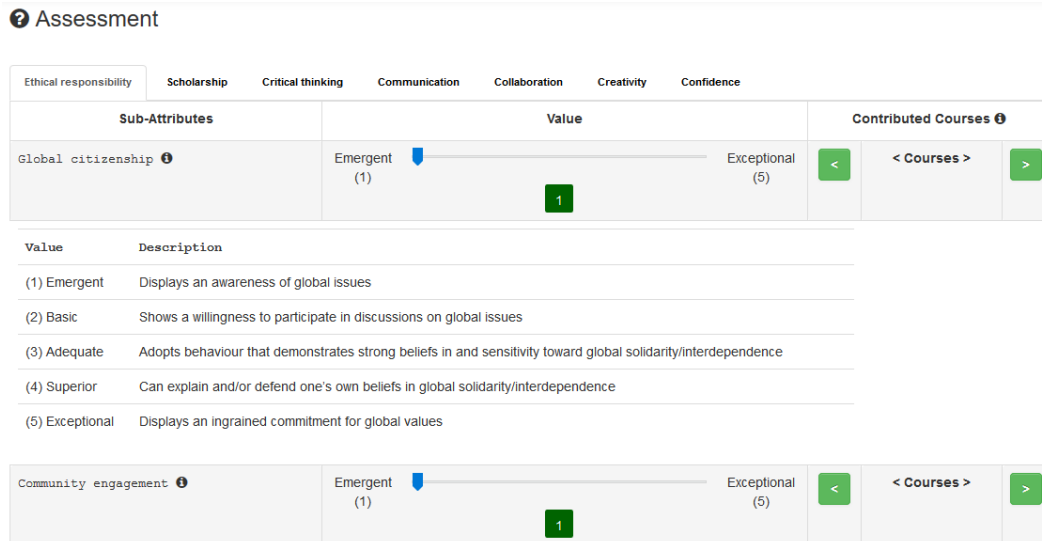 Assessment
Ethical responsibility Scholarship Critical thinking Communication Collaboration Creativity Confidence
Sub-Attributes Value Contributed Courses
Global citizenship Emergent (1) Exceptional (5) < < Courses > >
1
Value Description
(1) Emergent Displays an awareness of global issues
(2) Basic Shows a willingness to participate in discussions on global issues
(3) Adequate Adopts behaviour that demonstrates strong beliefs in and sensitivity toward global solidarity/interdependence
(4) Superior Can explain and/or defend one’s own beliefs in global solidarity/interdependence
(5) Exceptional Displays an ingrained commitment for global values
Community engagement Emergent (1) Exceptional (5) < < Courses > >
1